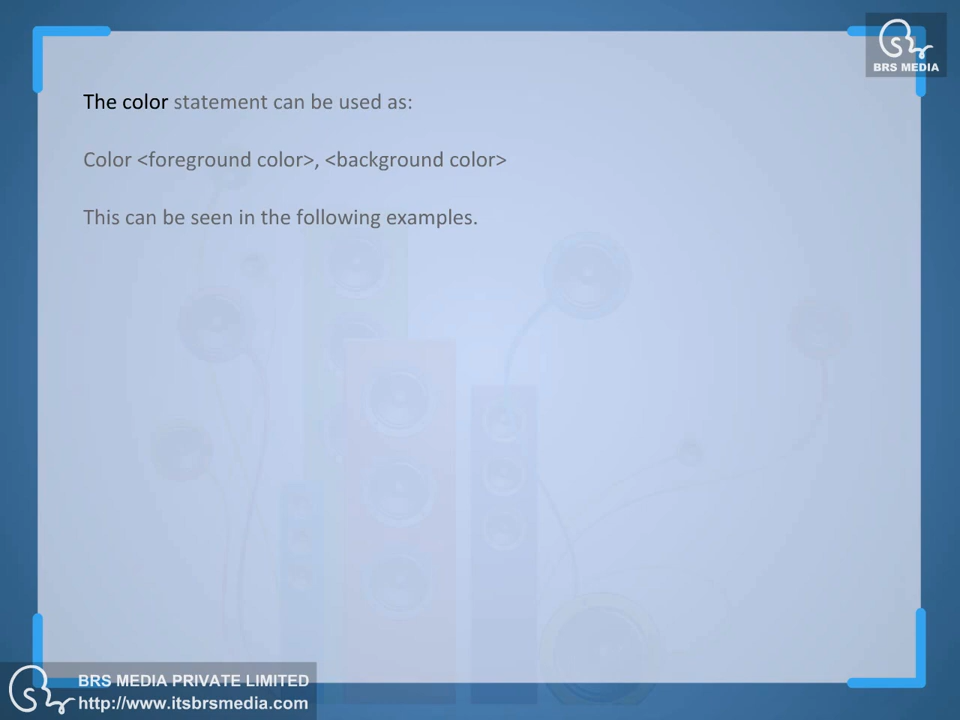 BRS MEDIA
The color statement can be used as:
Color <foreground color>, <background color>
This can be seen in the following examples.
BRS MEDIA PRIVATE LIMITED
http://www.itsbrsmedia.com